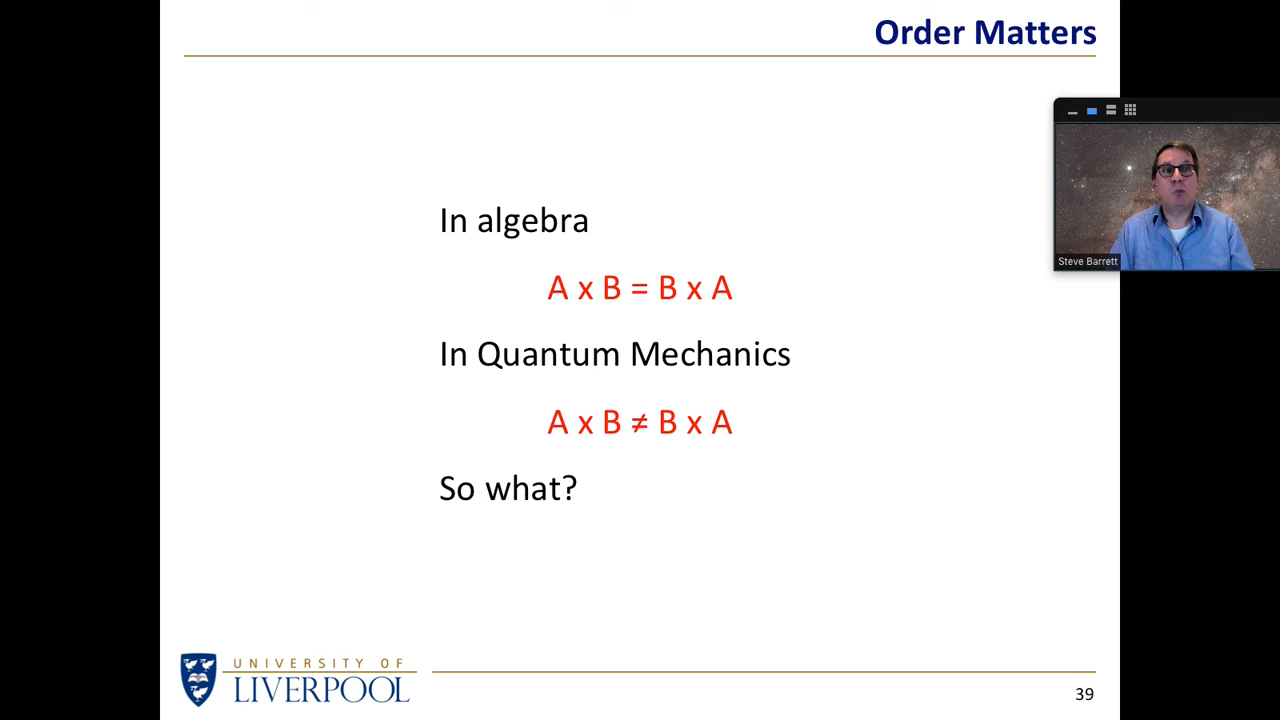 Order Matters
In algebra
A x B = B x A
In Quantum Mechanics
A x B ≠ B x A
So what?
Steve Barrett
UNIVERSITY OF
LIVERPOOL
39